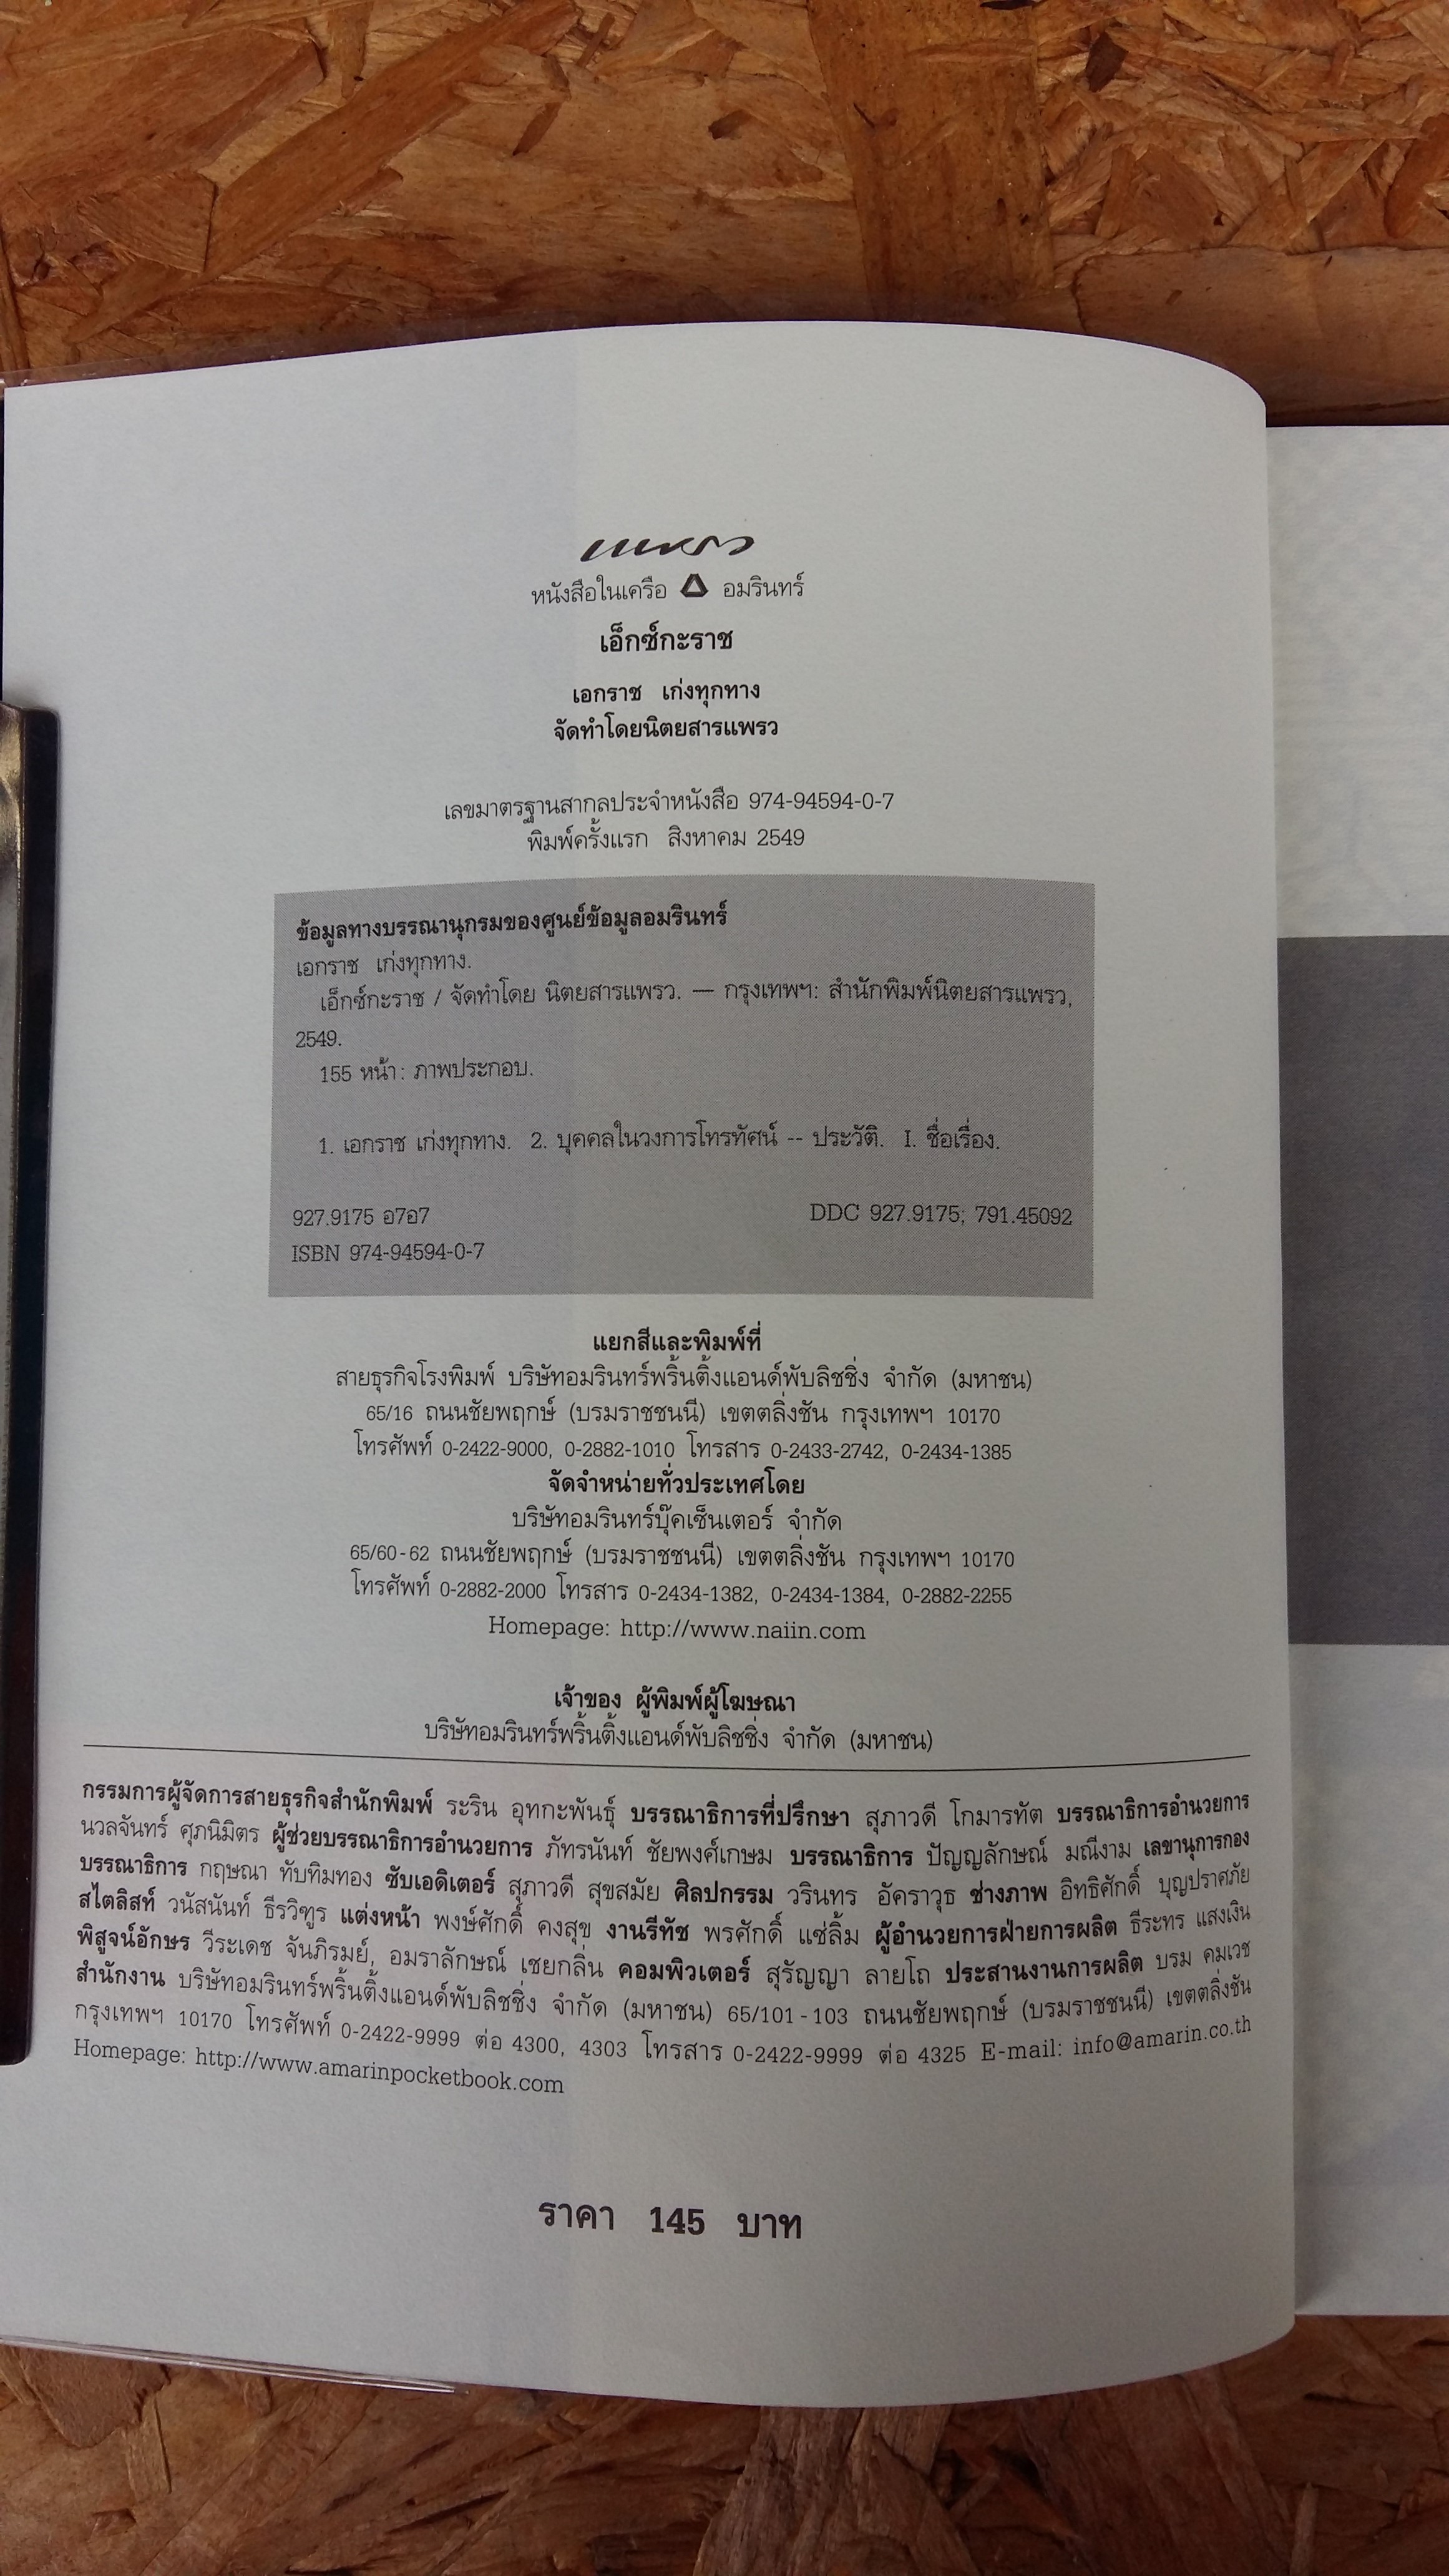 แพรว
หนังสือในเครือ อมรินทร์
เอ็กซ์กะราช
เอกราช เก่งทุกทาง
จัดทำโดยนิตยสารแพรว
เลขมาตรฐานสากลประจำหนังสือ 974-94594-0-7
พิมพ์ครั้งแรก สิงหาคม 2549
ข้อมูลทางบรรณานุกรมของศูนย์ข้อมูลอมรินทร์
เอกราช เก่งทุกทาง.
เอ็กซ์กะราช / จัดทำโดย นิตยสารแพรว. — กรุงเทพฯ: สำนักพิมพ์นิตยสารแพรว,
2549.
155 หน้า: ภาพประกอบ.
1. เอกราช เก่งทุกทาง. 2. บุคคลในวงการโทรทัศน์ -- ประวัติ. I. ชื่อเรื่อง.
927.9175 อ7อ7 DDC 927.9175; 791.45092
ISBN 974-94594-0-7
แยกสีและพิมพ์ที่
สายธุรกิจโรงพิมพ์ บริษัทอมรินทร์พริ้นติ้งแอนด์พับลิชชิ่ง จำกัด (มหาชน)
65/16 ถนนชัยพฤกษ์ (บรมราชชนนี) เขตตลิ่งชัน กรุงเทพฯ 10170
โทรศัพท์ 0-2422-9000, 0-2882-1010 โทรสาร 0-2433-2742, 0-2434-1385
จัดจำหน่ายทั่วประเทศโดย
บริษัทอมรินทร์บุ๊คเซ็นเตอร์ จำกัด
65/60-62 ถนนชัยพฤกษ์ (บรมราชชนนี) เขตตลิ่งชัน กรุงเทพฯ 10170
โทรศัพท์ 0-2882-2000 โทรสาร 0-2434-1382, 0-2434-1384, 0-2882-2255
Homepage: http://www.naiin.com
เจ้าของ ผู้พิมพ์ผู้โฆษณา
บริษัทอมรินทร์พริ้นติ้งแอนด์พับลิชชิ่ง จำกัด (มหาชน)
กรรมการผู้จัดการสายธุรกิจสำนักพิมพ์ ระริน อุทกะพันธุ์ บรรณาธิการที่ปรึกษา สุภาวดี โกมารทัต บรรณาธิการอำนวยการ
นวลจันทร์ ศุภนิมิตร ผู้ช่วยบรรณาธิการอำนวยการ ภัทรนันท์ ชัยพงศ์เกษม บรรณาธิการ ปัญญลักษณ์ มณีงาม เลขานุการกอง
บรรณาธิการ กฤษณา ทับทิมทอง ซับเอดิเตอร์ สุภาวดี สุขสมัย ศิลปกรรม วรินทร อัคราวุธ ช่างภาพ อิทธิศักดิ์ บุญปราศภัย
สไตลิสท์ วนัสนันท์ ธีรวิฑูร แต่งหน้า พงษ์ศักดิ์ คงสุข งานรีทัช พรศักดิ์ แซ่ลิ้ม ผู้อำนวยการฝ่ายการผลิต ธีระทร แสงเงิน
พิสูจน์อักษร วีระเดช จันภิรมย์, อมราลักษณ์ เชยกลิ่น คอมพิวเตอร์ สุรัญญา ลายโถ ประสานงานการผลิต บรม คมเวช
สำนักงาน บริษัทอมรินทร์พริ้นติ้งแอนด์พับลิชชิ่ง จำกัด (มหาชน) 65/101-103 ถนนชัยพฤกษ์ (บรมราชชนนี) เขตตลิ่งชัน
กรุงเทพฯ 10170 โทรศัพท์ 0-2422-9999 ต่อ 4300, 4303 โทรสาร 0-2422-9999 ต่อ 4325 E-mail: info@amarin.co.th
Homepage: http://www.amarinpocketbook.com
ราคา 145 บาท